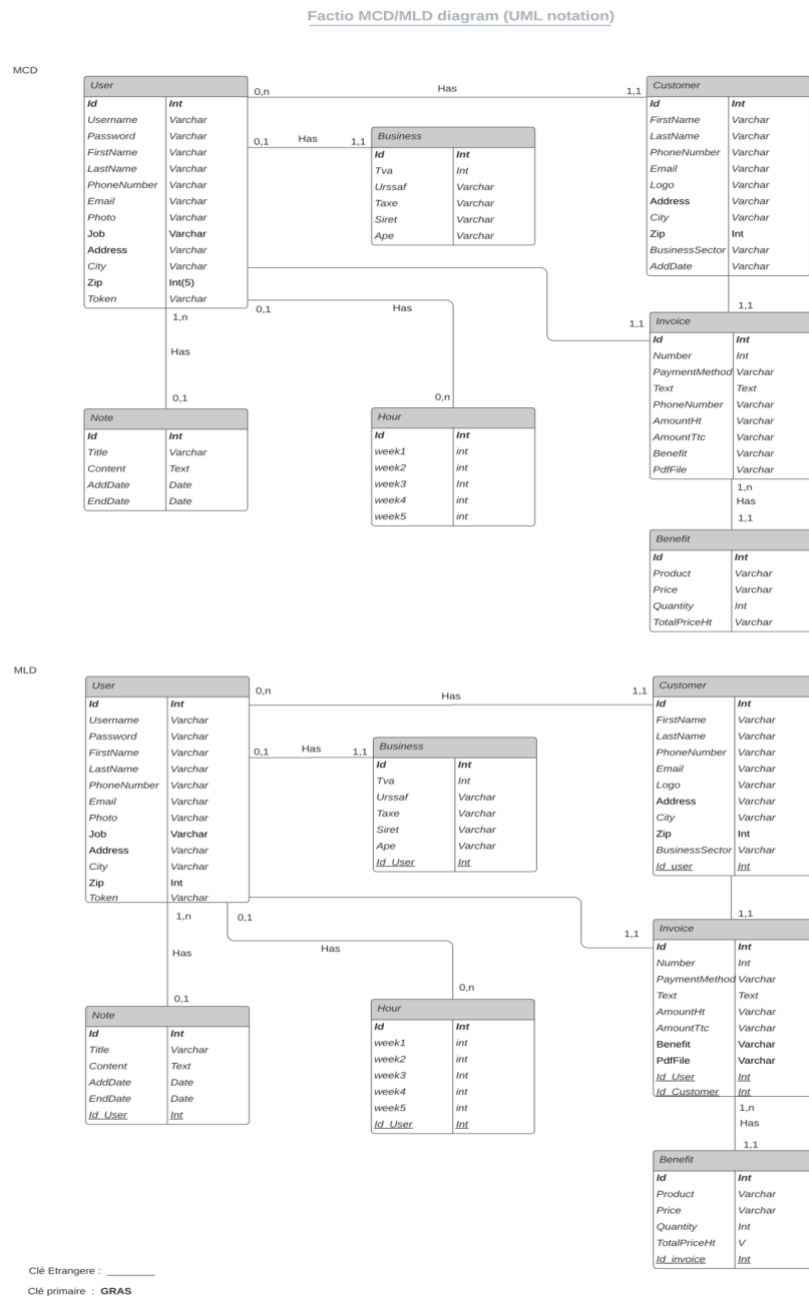 Factio MCD/MLD diagram (UML notation)
MCD
User
Id Int
Username Varchar
Password Varchar
FirstName Varchar
LastName Varchar
PhoneNumber Varchar
Email Varchar
Photo Varchar
Job Varchar
Address Varchar
City Varchar
Zip Int(5)
Token Varchar
0,n Has 1,1
0,1 Has 1,1
Business
Id Int
Tva Int
Urssaf Varchar
Taxe Varchar
Siret Varchar
Ape Varchar
Customer
Id Int
FirstName Varchar
LastName Varchar
PhoneNumber Varchar
Email Varchar
Logo Varchar
Address Varchar
City Varchar
Zip Int
BusinessSector Varchar
AddDate Varchar
1,1
0,1 Has
0,n
1,1
1,n
Has
0,1
Note
Id Int
Title Varchar
Content Text
AddDate Date
EndDate Date
Hour
Id Int
week1 int
week2 int
week3 Int
week4 int
week5 int
Invoice
Id Int
Number Int
PaymentMethod Varchar
Text Text
PhoneNumber Varchar
AmountHt Varchar
AmountTtc Varchar
Benefit Varchar
PdfFile Varchar
1,n
Has
1,1
Benefit
Id Int
Product Varchar
Price Varchar
Quantity Int
TotalPriceHt Varchar
MLD
User
Id Int
Username Varchar
Password Varchar
FirstName Varchar
LastName Varchar
PhoneNumber Varchar
Email Varchar
Photo Varchar
Job Varchar
Address Varchar
City Varchar
Zip Int
Token Varchar
0,n Has 1,1
0,1 Has 1,1
Business
Id Int
Tva Int
Urssaf Varchar
Taxe Varchar
Siret Varchar
Ape Varchar
Id_User Int
Customer
Id Int
FirstName Varchar
LastName Varchar
PhoneNumber Varchar
Email Varchar
Logo Varchar
Address Varchar
City Varchar
Zip Int
BusinessSector Varchar
Id_user Int
1,1
1,n
Has
0,1
0,1
Has
0,n
1,1
Note
Id Int
Title Varchar
Content Text
AddDate Date
EndDate Date
Id_User Int
Hour
Id Int
week1 int
week2 int
week3 Int
week4 int
week5 int
Id_User Int
Invoice
Id Int
Number Int
PaymentMethod Varchar
Text Text
AmountHt Varchar
AmountTtc Varchar
Benefit Varchar
PdfFile Varchar
Id_User Int
Id_Customer Int
1,n
Has
1,1
Benefit
Id Int
Product Varchar
Price Varchar
Quantity Int
TotalPriceHt V
Id_invoice Int
Clé Etrangere : ________
Clé primaire : GRAS